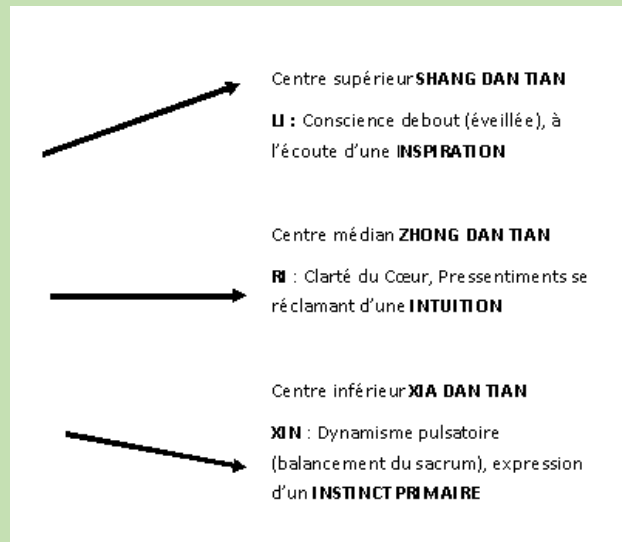 Centre supérieur SHANG DAN TIAN
LI : Conscience debout (éveillée), à
l'écoute d'une INSPIRATION
Centre médian ZHONG DAN TIAN
RI : Clarté du Cœur, Pressentiments se
réclamant d'une INTUITION
Centre inférieur XIA DAN TIAN
XIN : Dynamisme pulsatoire
(balancement du sacrum), expression
d'un INSTINCT PRIMAIRE